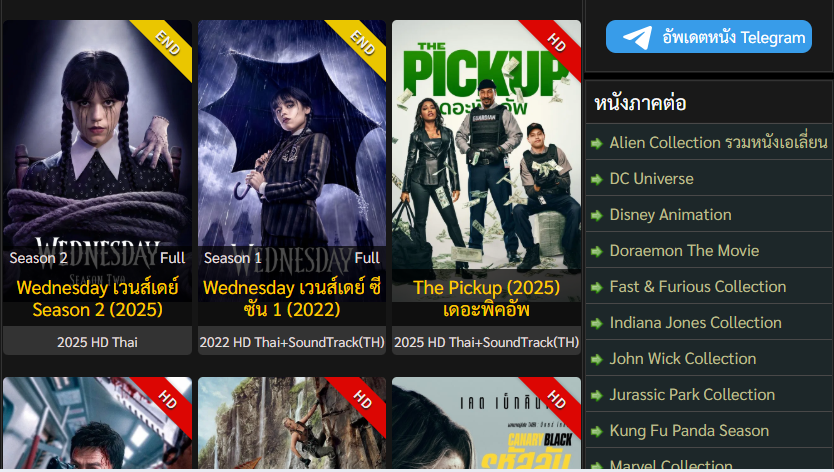 END
END
HD
THE
PICKUP
เดอะพิคอัพ
GUARDIAN
WEDNESDAY
SEASON TWO
WEDNESDAY
Season 2 Full
Season 1 Full
Wednesday เวนส์เดย์
Season 2 (2025)
Wednesday เวนส์เดย์ ซี
ซัน 1 (2022)
The Pickup (2025)
เดอะพิคอัพ
2025 HD Thai
2022 HD Thai+SoundTrack(TH)
2025 HD Thai+SoundTrack(TH)
HD
HD
HD
CANARY BLACK
อัพเดตหนัง Telegram
หนังภาคต่อ
Alien Collection รวมหนังเอเลี่ยน
DC Universe
Disney Animation
Doraemon The Movie
Fast & Furious Collection
Indiana Jones Collection
John Wick Collection
Jurassic Park Collection
Kung Fu Panda Season
Marvel Collection